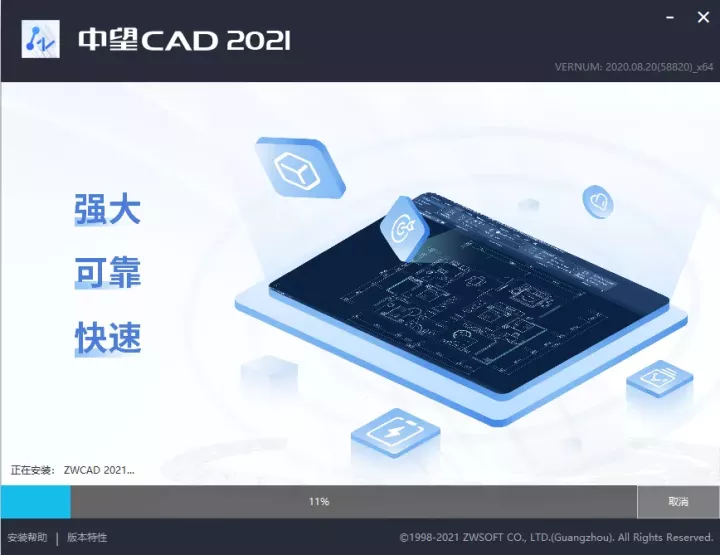 中望CAD 2021
VERNUM: 2020.08.20(58820)_x64
强大
可靠
快速
正在安装: ZWCAD 2021...
11%
取消
安装帮助 | 版本特性
©1998-2021 ZWSOFT CO., LTD.(Guangzhou). All Rights Reserved.